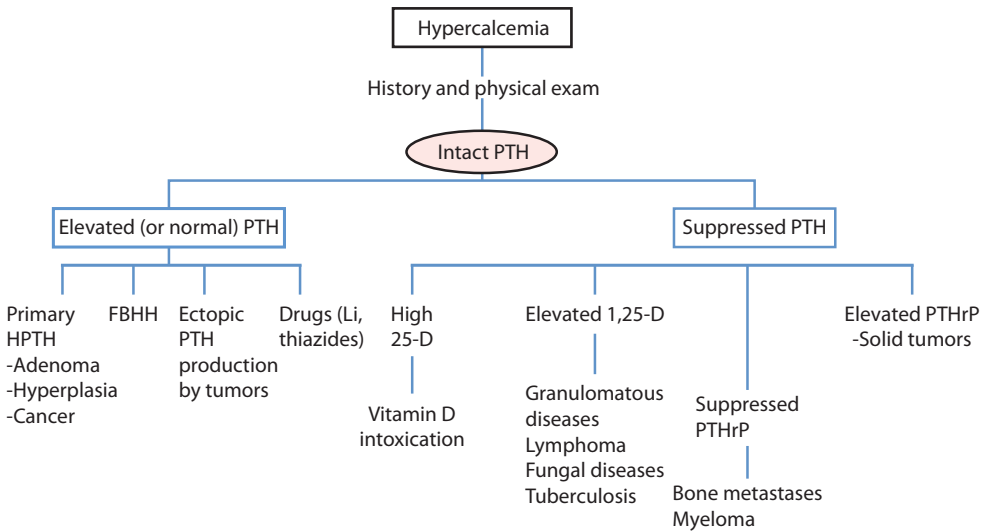 Hypercalcemia
History and physical exam
Intact PTH
Elevated (or normal) PTH
Suppressed PTH
Primary
HPTH
-Adenoma
-Hyperplasia
-Cancer
FBHH
Ectopic
PTH
production
by tumors
Drugs (Li,
thiazides)
High
25-D
Vitamin D
intoxication
Elevated 1,25-D
Granulomatous
diseases
Lymphoma
Fungal diseases
Tuberculosis
Suppressed
PTHrP
Bone metastases
Myeloma
Elevated PTHrP
-Solid tumors